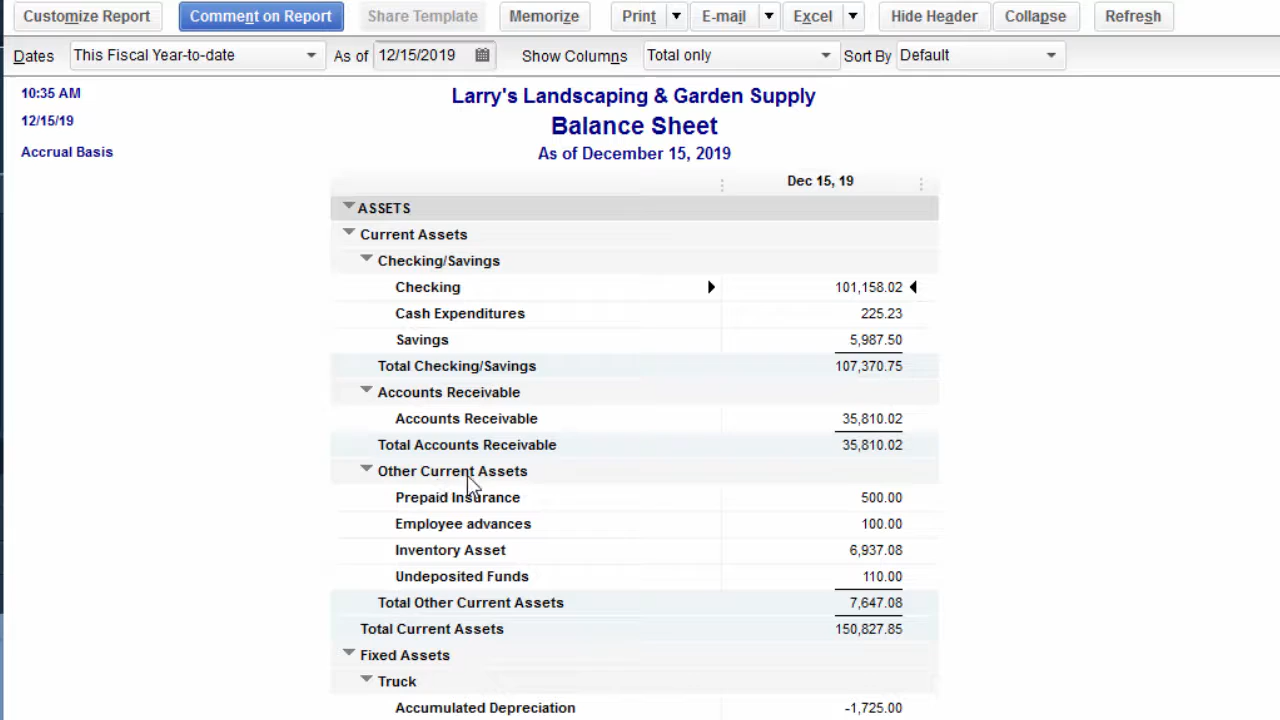 Customize Report Comment on Report Share Template Memorize Print E-mail Excel Hide Header Collapse Refresh
Dates This Fiscal Year-to-date As of 12/15/2019 Show Columns Total only Sort By Default
10:35 AM
12/15/19
Accrual Basis
Larry's Landscaping & Garden Supply
Balance Sheet
As of December 15, 2019
Dec 15, 19
ASSETS
Current Assets
Checking/Savings
Checking 101,158.02
Cash Expenditures 225.23
Savings 5,987.50
Total Checking/Savings 107,370.75
Accounts Receivable
Accounts Receivable 35,810.02
Total Accounts Receivable 35,810.02
Other Current Assets
Prepaid Insurance 500.00
Employee advances 100.00
Inventory Asset 6,937.08
Undeposited Funds 110.00
Total Other Current Assets 7,647.08
Total Current Assets 150,827.85
Fixed Assets
Truck
Accumulated Depreciation -1,725.00